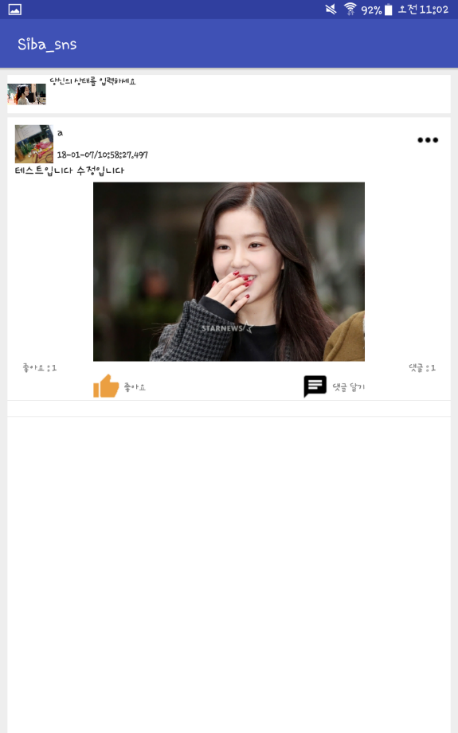 92% 오전 11:02
Siba_sns
당신의 상태를 입력하세요
a
18-01-07/10:58:27.497
테스트입니다 수정입니다
STARNEWS
좋아요 : 1
댓글 : 1
좋아요
댓글 달기